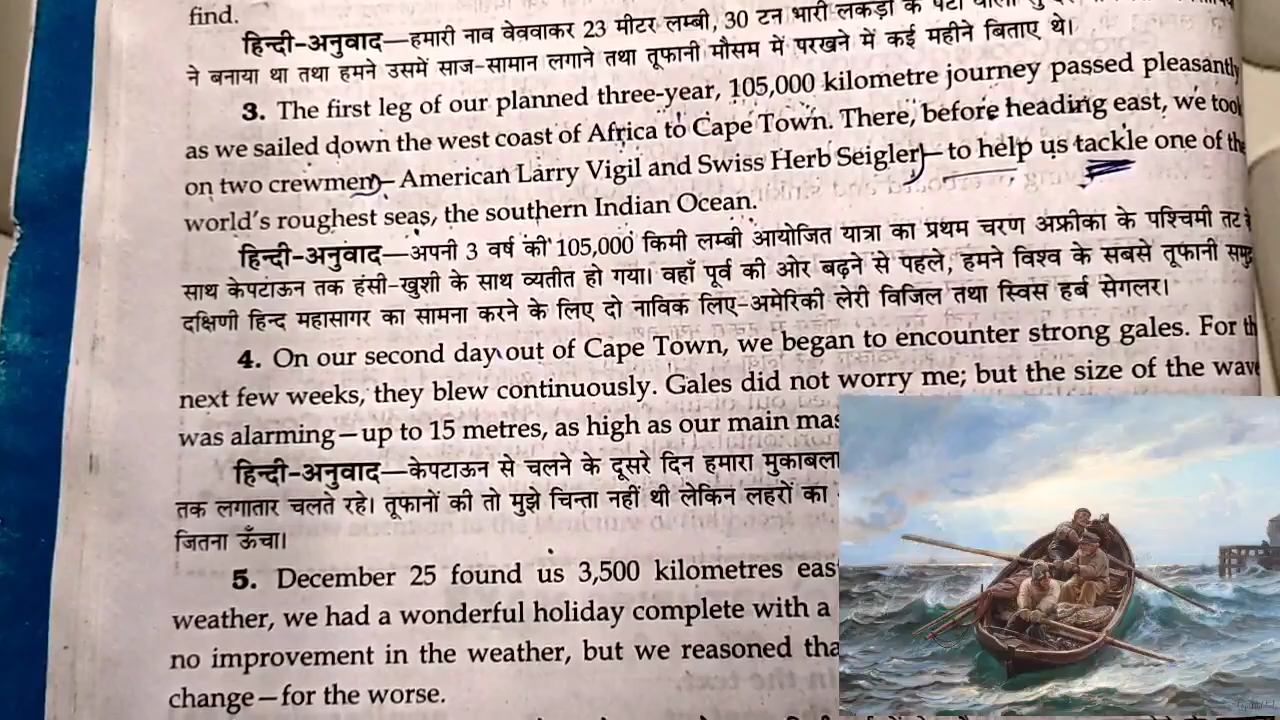 find.
हिन्दी-अनुवाद—हमारी नाव वेववाकर 23 मीटर लम्बी, 30 टन भारी लकड़ी के
ने बनाया था तथा हमने उसमें साज-सामान लगाने तथा तूफानी मौसम में परखने में कई महीने बिताए थे।
3. The first leg of our planned three-year, 105,000 kilometre journey passed pleasantly
as we sailed down the west coast of Africa to Cape Town. There, before heading east, we took
on two crewmen— American Larry Vigil and Swiss Herb Seigler— to help us tackle one of the
world's roughest seas, the southern Indian Ocean.
हिन्दी-अनुवाद—अपनी 3 वर्ष की 105,000 किमी लम्बी आयोजित यात्रा का प्रथम चरण अफ्रीका के पश्चिमी तट के
साथ केपटाऊन तक हंसी-खुशी के साथ व्यतीत हो गया। वहाँ पूर्व की ओर बढ़ने से पहले, हमने विश्व के सबसे तूफानी समुद्र
दक्षिणी हिन्द महासागर का सामना करने के लिए दो नाविक लिए-अमेरिकी लेरी विजिल तथा स्विस हर्ब सेगलर।
4. On our second day out of Cape Town, we began to encounter strong gales. For th
next few weeks, they blew continuously. Gales did not worry me; but the size of the wave
was alarming—up to 15 metres, as high as our main mas
हिन्दी-अनुवाद—केपटाऊन से चलने के दूसरे दिन हमारा मुकाबला
तक लगातार चलते रहे। तूफानों की तो मुझे चिन्ता नहीं थी लेकिन लहरों का
जितना ऊँचा।
5. December 25 found us 3,500 kilometres eas
weather, we had a wonderful holiday complete with a
no improvement in the weather, but we reasoned tha
change—for the worse.